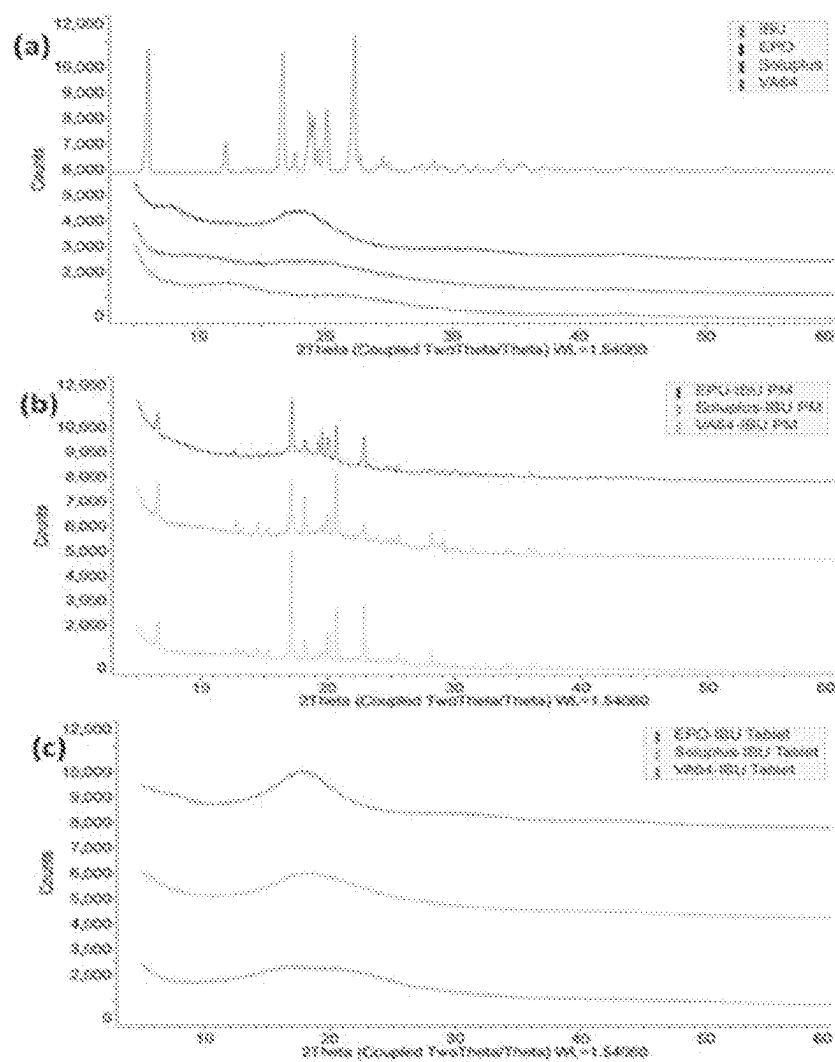 (a)
12,000
10,000
9,000
8,000
7,000
6,000
5,000
4,000
3,000
2,000
0
Counts
IBU
EPO
Soluplus
VA64
10 20 30 40 50 60
2Theta (Coupled TwoTheta/Theta) WL=1.54060
(b)
12,000
10,000
9,000
8,000
7,000
6,000
5,000
4,000
3,000
2,000
0
Counts
EPO-IBU PM
Soluplus-IBU PM
VA64-IBU PM
10 20 30 40 50 60
2Theta (Coupled TwoTheta/Theta) WL=1.54060
(c)
12,000
10,000
9,000
8,000
7,000
6,000
5,000
4,000
3,000
2,000
0
Counts
EPO-IBU Tablet
Soluplus-IBU Tablet
VA64-IBU Tablet
10 20 30 40 50 60
2Theta (Coupled TwoTheta/Theta) WL=1.54060